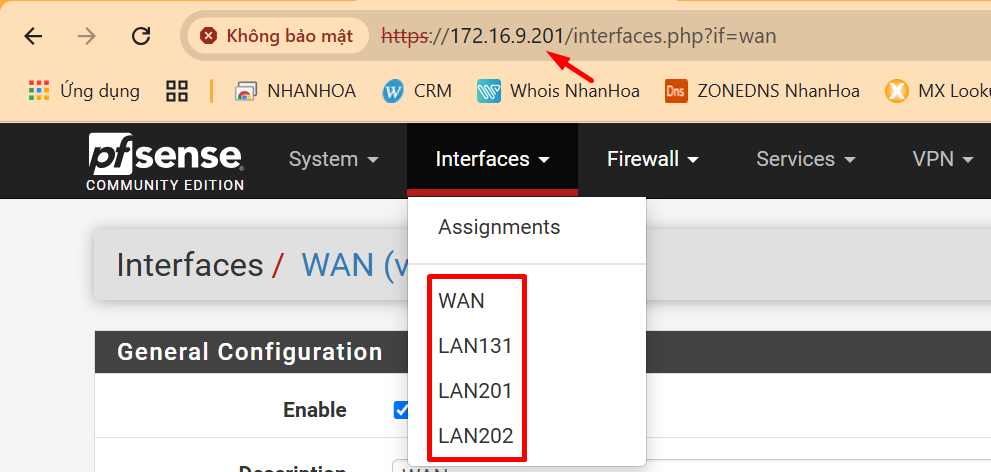 Không bảo mật https://172.16.9.201/interfaces.php?if=wan
Ứng dụng NHANHOA CRM Whois NhanHoa Dns ZONEDNS NhanHoa MX Looku
pfsense COMMUNITY EDITION System Interfaces Firewall Services VPN
Assignments
Interfaces / WAN (v
WAN
LAN131
General Configuration
LAN201
Enable
LAN202
Description WAN